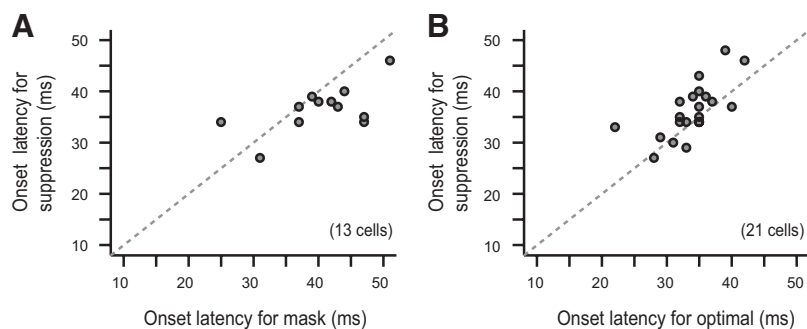 A
50
40
30
20
10
Onset latency for
suppression (ms)
(13 cells)
10 20 30 40 50
Onset latency for mask (ms)
B
50
40
30
20
10
Onset latency for
suppression (ms)
(21 cells)
10 20 30 40 50
Onset latency for optimal (ms)